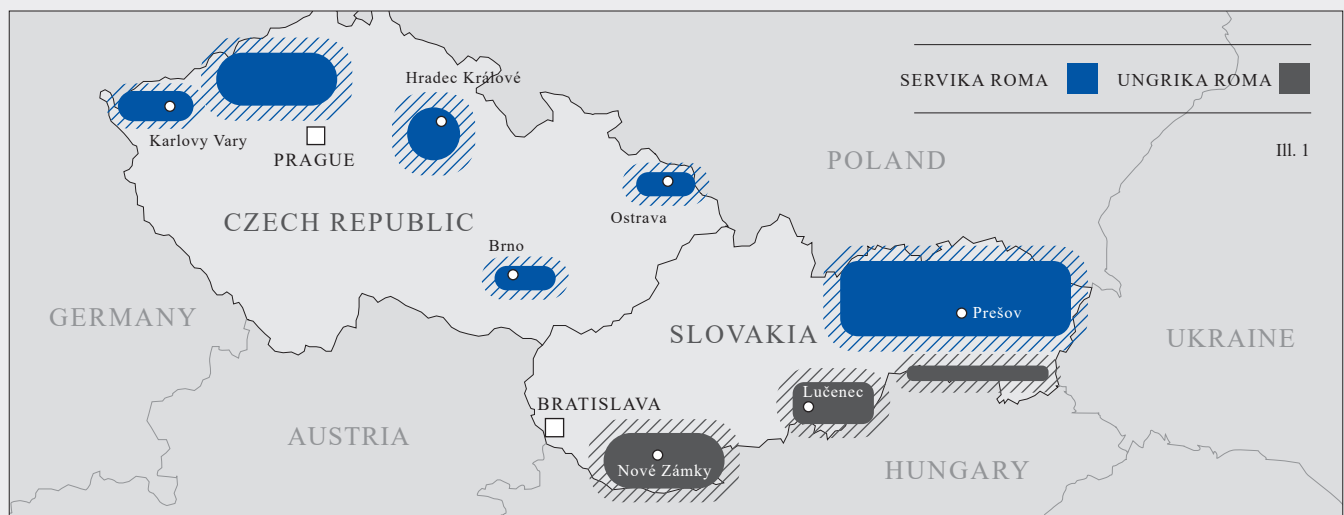 SERVIKA ROMA
UNGRIKA ROMA
Ill. 1
Hradec Králové
Karlovy Vary
PRAGUE
POLAND
CZECH REPUBLIC
Ostrava
Brno
GERMANY
Prešov
SLOVAKIA
UKRAINE
Lučenec
BRATISLAVA
AUSTRIA
Nové Zámky
HUNGARY